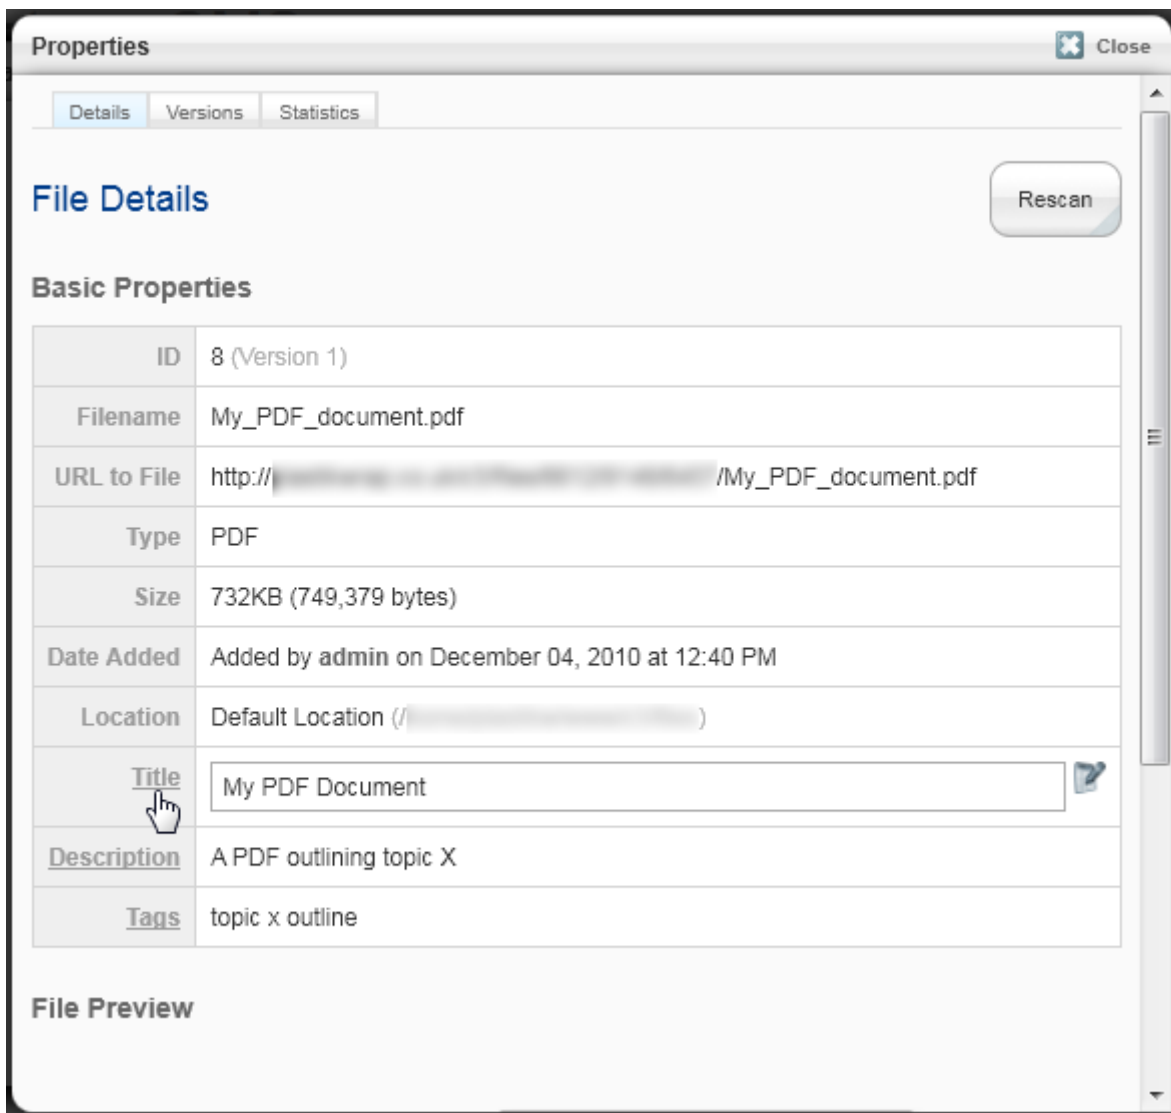 Properties
Close
Details Versions Statistics
File Details
Rescan
Basic Properties
ID 8 (Version 1)
Filename My_PDF_document.pdf
URL to File http:// /My_PDF_document.pdf
Type PDF
Size 732KB (749,379 bytes)
Date Added Added by admin on December 04, 2010 at 12:40 PM
Location Default Location (/ )
Title My PDF Document
Description A PDF outlining topic X
Tags topic x outline
File Preview